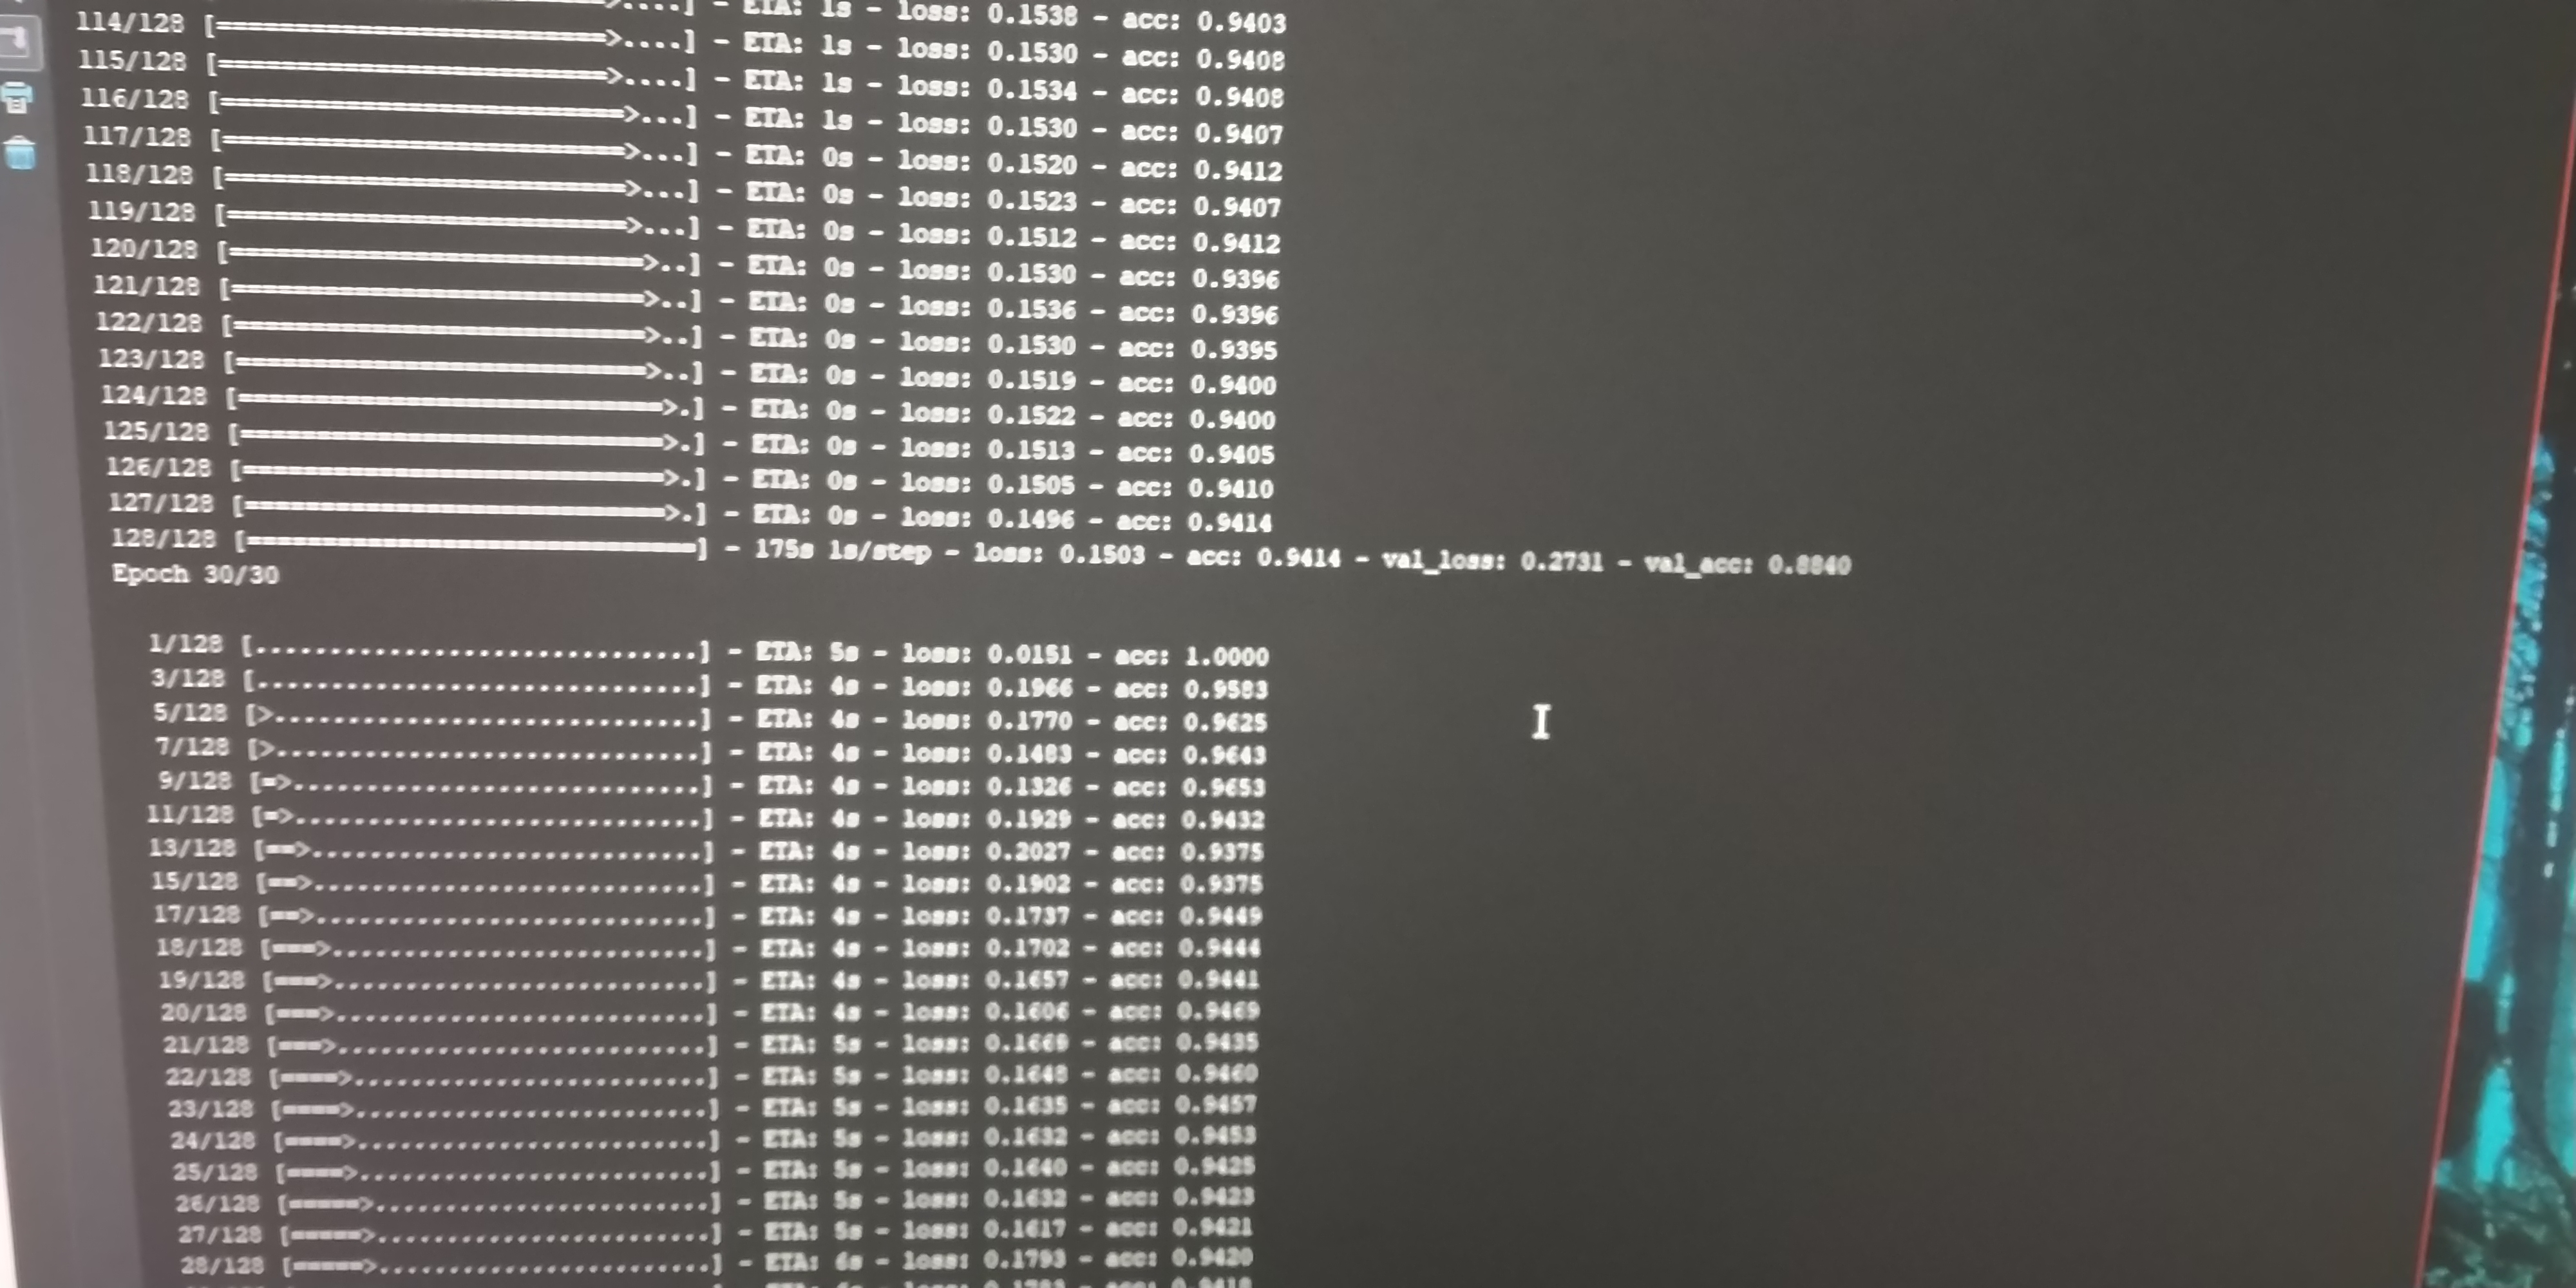 >....] - ETA: 1s - loss: 0.1538 - acc: 0.9403
114/128 [=========================>....] - ETA: 1s - loss: 0.1530 - acc: 0.9408
115/128 [=========================>....] - ETA: 1s - loss: 0.1534 - acc: 0.9408
116/128 [==========================>...] - ETA: 1s - loss: 0.1530 - acc: 0.9407
117/128 [==========================>...] - ETA: 0s - loss: 0.1520 - acc: 0.9412
118/128 [==========================>...] - ETA: 0s - loss: 0.1523 - acc: 0.9407
119/128 [==========================>...] - ETA: 0s - loss: 0.1512 - acc: 0.9412
120/128 [===========================>..] - ETA: 0s - loss: 0.1530 - acc: 0.9396
121/128 [===========================>..] - ETA: 0s - loss: 0.1536 - acc: 0.9396
122/128 [===========================>..] - ETA: 0s - loss: 0.1530 - acc: 0.9395
123/128 [===========================>..] - ETA: 0s - loss: 0.1519 - acc: 0.9400
124/128 [============================>.] - ETA: 0s - loss: 0.1522 - acc: 0.9400
125/128 [============================>.] - ETA: 0s - loss: 0.1513 - acc: 0.9405
126/128 [============================>.] - ETA: 0s - loss: 0.1505 - acc: 0.9410
127/128 [============================>.] - ETA: 0s - loss: 0.1496 - acc: 0.9414
128/128 [==============================] - 175s 1s/step - loss: 0.1503 - acc: 0.9414 - val_loss: 0.2731 - val_acc: 0.8840
Epoch 30/30
1/128 [..............................] - ETA: 5s - loss: 0.0151 - acc: 1.0000
3/128 [..............................] - ETA: 4s - loss: 0.1966 - acc: 0.9583
5/128 [>.............................] - ETA: 4s - loss: 0.1770 - acc: 0.9625
7/128 [>.............................] - ETA: 4s - loss: 0.1483 - acc: 0.9643
9/128 [=>............................] - ETA: 4s - loss: 0.1326 - acc: 0.9653
11/128 [=>............................] - ETA: 4s - loss: 0.1929 - acc: 0.9432
13/128 [==>...........................] - ETA: 4s - loss: 0.2027 - acc: 0.9375
15/128 [==>...........................] - ETA: 4s - loss: 0.1902 - acc: 0.9375
17/128 [==>...........................] - ETA: 4s - loss: 0.1737 - acc: 0.9449
18/128 [===>..........................] - ETA: 4s - loss: 0.1702 - acc: 0.9444
19/128 [===>..........................] - ETA: 4s - loss: 0.1657 - acc: 0.9441
20/128 [===>..........................] - ETA: 4s - loss: 0.1606 - acc: 0.9469
21/128 [===>..........................] - ETA: 5s - loss: 0.1669 - acc: 0.9435
22/128 [====>.........................] - ETA: 5s - loss: 0.1648 - acc: 0.9460
23/128 [====>.........................] - ETA: 5s - loss: 0.1635 - acc: 0.9457
24/128 [====>.........................] - ETA: 5s - loss: 0.1632 - acc: 0.9453
25/128 [====>.........................] - ETA: 5s - loss: 0.1640 - acc: 0.9425
26/128 [=====>........................] - ETA: 5s - loss: 0.1632 - acc: 0.9423
27/128 [=====>........................] - ETA: 5s - loss: 0.1617 - acc: 0.9421
28/128 [=====>........................] - ETA: 6s - loss: 0.1793 - acc: 0.9420